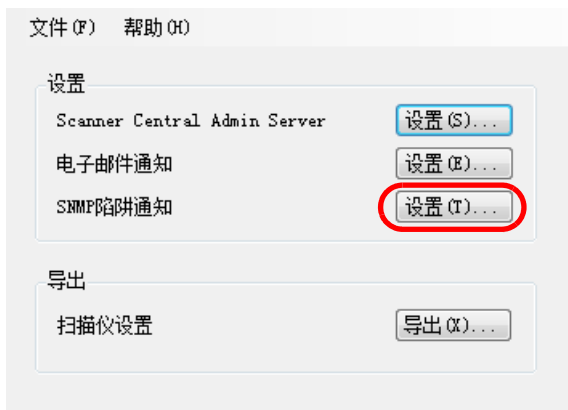 文件(F) 帮助(H)
设置
Scanner Central Admin Server 设置(S)...
电子邮件通知 设置(E)...
SNMP陷阱通知 设置(T)...
导出
扫描仪设置 导出(X)...